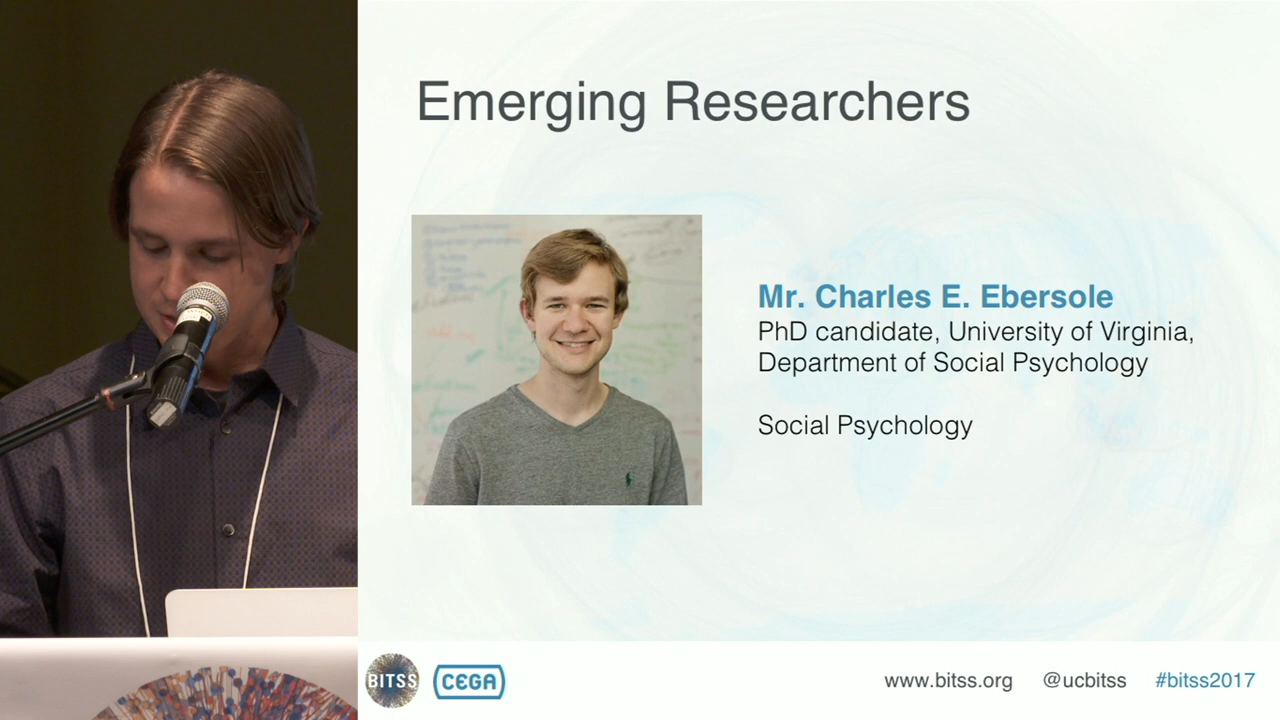 Emerging Researchers
Mr. Charles E. Ebersole
PhD candidate, University of Virginia,
Department of Social Psychology
Social Psychology
BITSS
CEGA
www.bitss.org
@ucbitss
#bitss2017